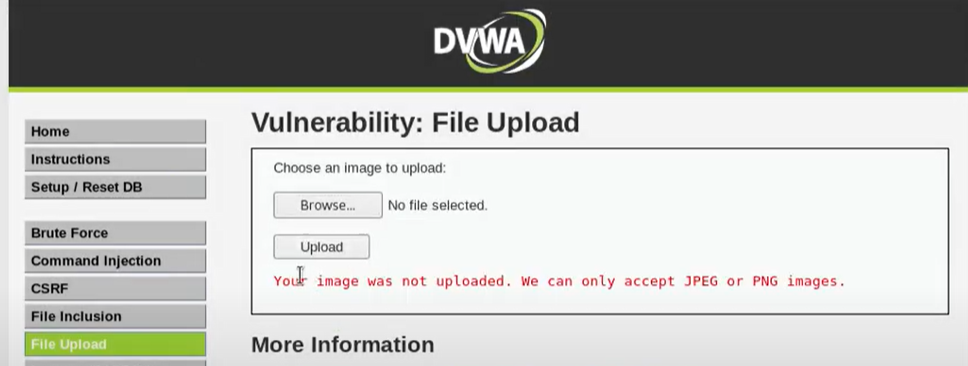 DVWA
Home
Instructions
Setup / Reset DB
Brute Force
Command Injection
CSRF
File Inclusion
File Upload
Vulnerability: File Upload
Choose an image to upload:
Browse... No file selected.
Upload
Your image was not uploaded. We can only accept JPEG or PNG images.
More Information